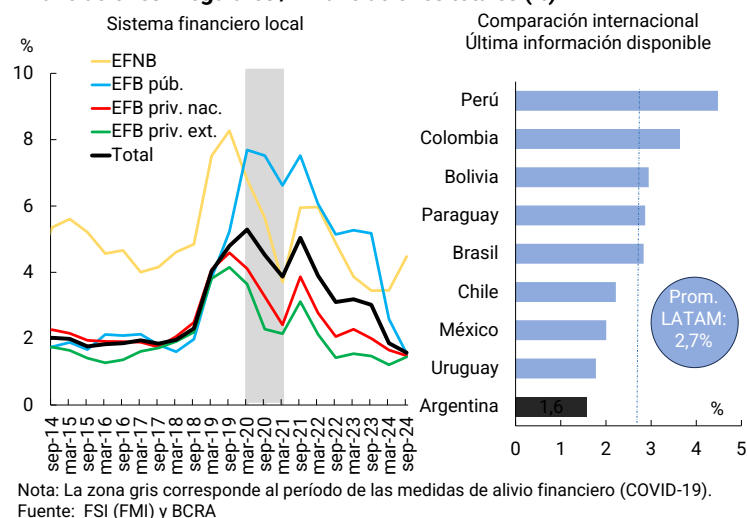 Sistema financiero local
%
EFNB
EFB púb.
EFB priv. nac.
EFB priv. ext.
Total
10
8
6
4
2
0
sep-14
mar-15
sep-15
mar-16
sep-16
mar-17
sep-17
mar-18
sep-18
mar-19
sep-19
mar-20
sep-20
mar-21
sep-21
mar-22
sep-22
mar-23
sep-23
mar-24
sep-24
Comparación internacional
Última información disponible
Perú
Colombia
Bolivia
Paraguay
Brasil
Chile
México
Uruguay
Argentina
1,6
Prom.
LATAM:
2,7%
%
0 1 2 3 4 5
Nota: La zona gris corresponde al período de las medidas de alivio financiero (COVID-19).
Fuente: FSI (FMI) y BCRA